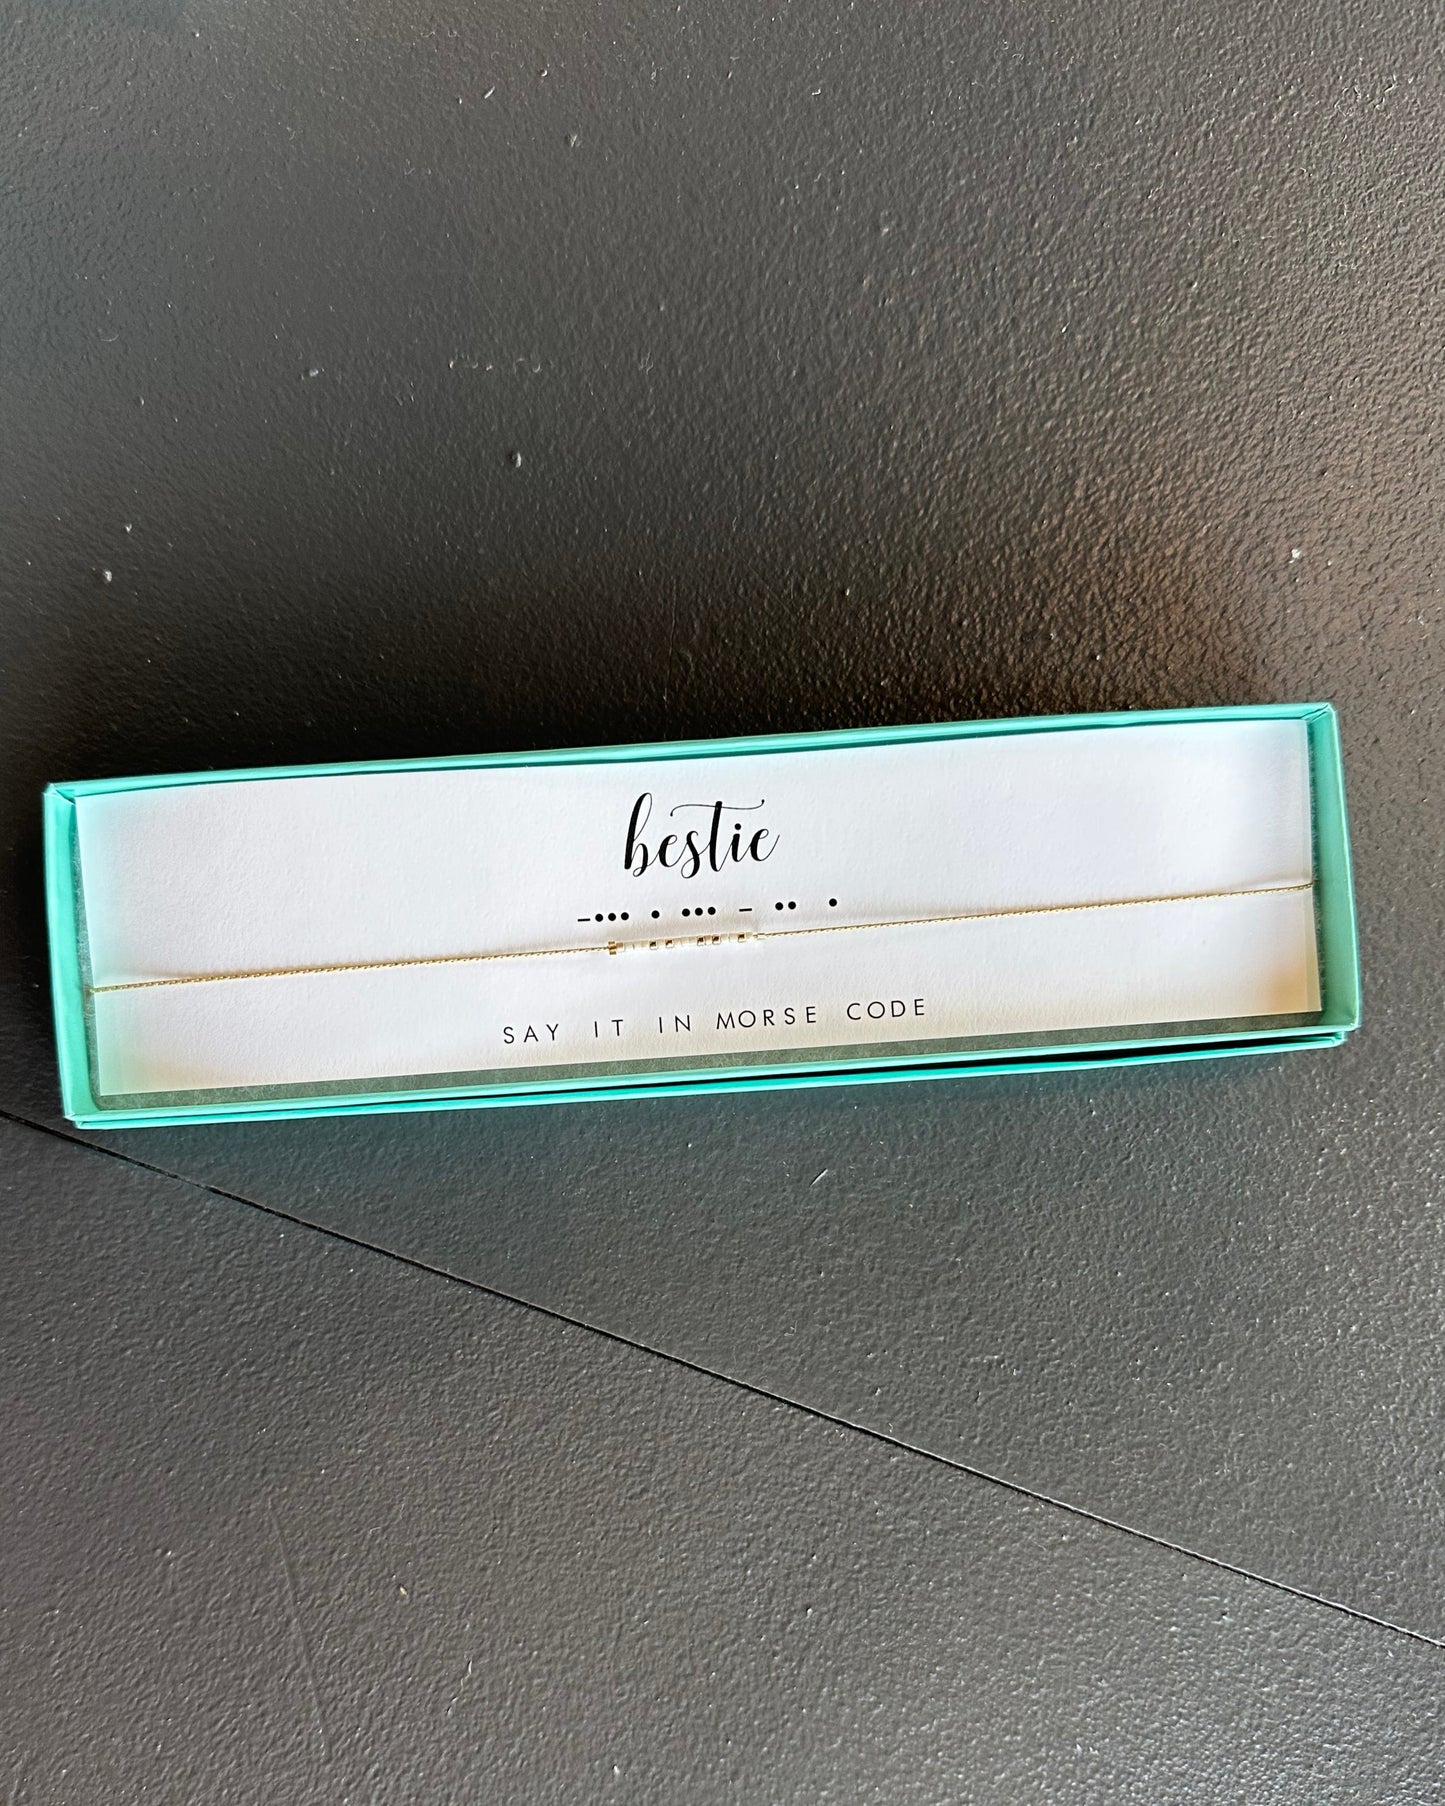 bestie
–••• • ••• – •• •
SAY IT IN MORSE CODE